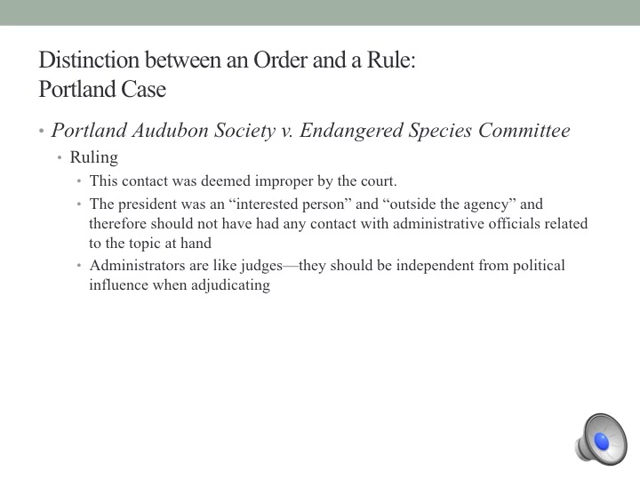 Distinction between an Order and a Rule:
Portland Case
• Portland Audubon Society v. Endangered Species Committee
• Ruling
• This contact was deemed improper by the court.
• The president was an “interested person” and “outside the agency” and
therefore should not have had any contact with administrative officials related
to the topic at hand
• Administrators are like judges—they should be independent from political
influence when adjudicating